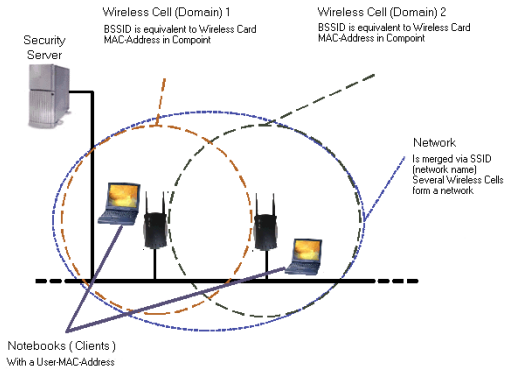 Wireless Cell (Domain) 1
BSSID is equivalent to Wireless Card
MAC-Address in Compoint
Wireless Cell (Domain) 2
BSSID is equivalent to Wireless Card
MAC-Address in Compoint
Security
Server
Network
Is merged via SSID
(network name)
Several Wireless Cells
form a network
Notebooks ( Clients )
With a User-MAC-Address